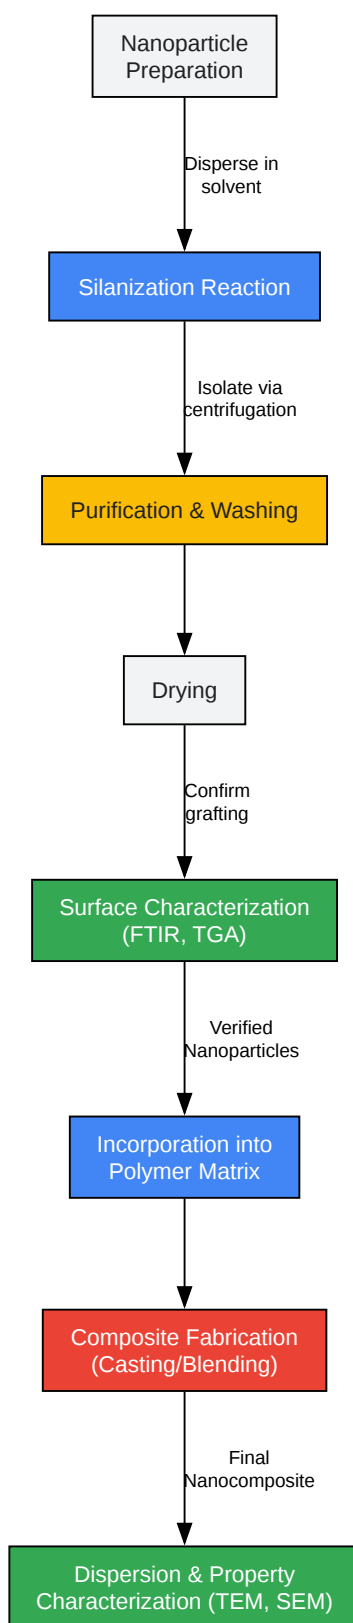 Nanoparticle
Preparation
Disperse in
solvent
Silanization Reaction
Isolate via
centrifugation
Purification & Washing
Drying
Confirm
grafting
Surface Characterization
(FTIR, TGA)
Verified
Nanoparticles
Incorporation into
Polymer Matrix
Composite Fabrication
(Casting/Blending)
Final
Nanocomposite
Dispersion & Property
Characterization (TEM, SEM)